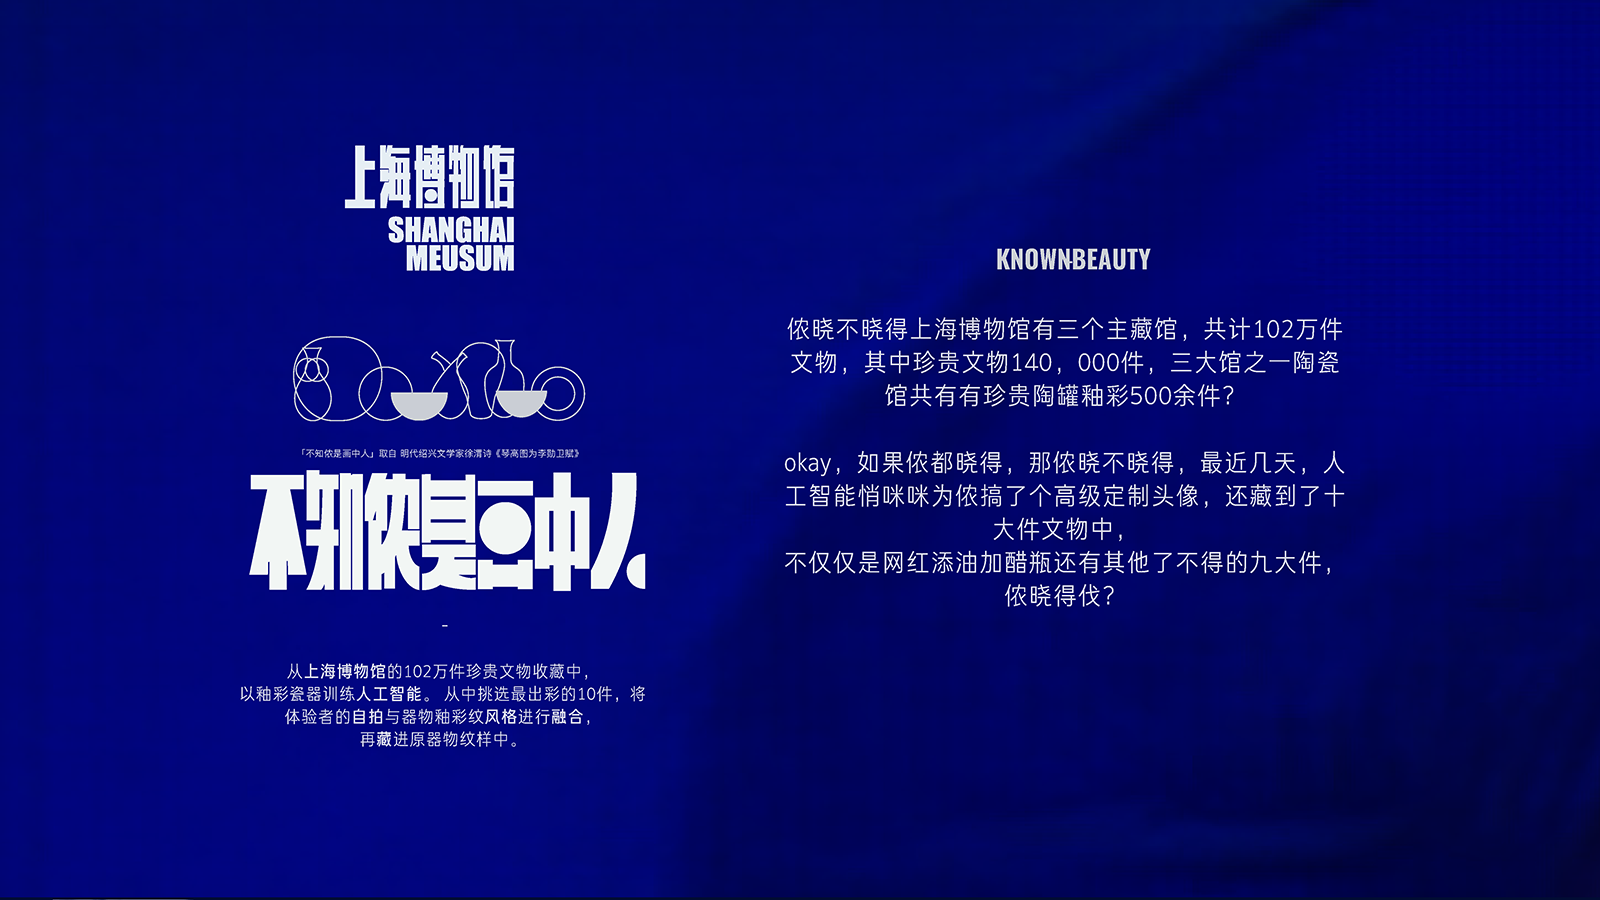 上海博物馆
SHANGHAI
MEUSUM
「不知侬是画中人」取自 明代绍兴文学家徐渭诗《琴高图为李勋卫赋》
不知侬是画中人
-
从上海博物馆的102万件珍贵文物收藏中，
以釉彩瓷器训练人工智能。 从中挑选最出彩的10件，将
体验者的自拍与器物釉彩纹风格进行融合，
再藏进原器物纹样中。
KNOWN-BEAUTY
侬晓不晓得上海博物馆有三个主藏馆，共计102万件
文物，其中珍贵文物140，000件，三大馆之一陶瓷
馆共有有珍贵陶罐釉彩500余件？
okay，如果侬都晓得，那侬晓不晓得，最近几天，人
工智能悄咪咪为侬搞了个高级定制头像，还藏到了十
大件文物中，
不仅仅是网红添油加醋瓶还有其他了不得的九大件，
侬晓得伐？